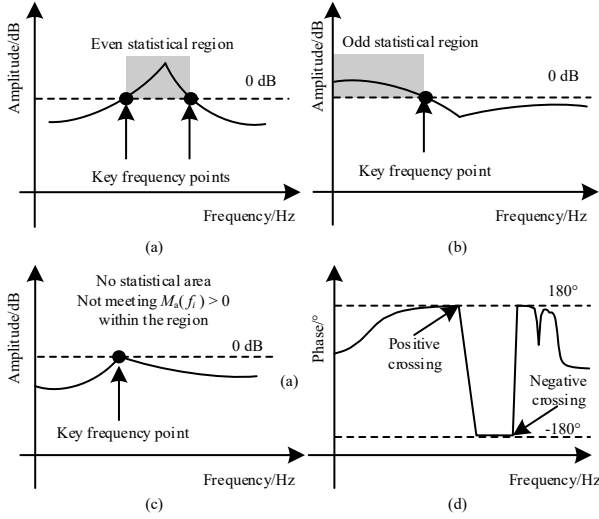 Amplitude/dB
Even statistical region
0 dB
Key frequency points
Frequency/Hz
(a)
Amplitude/dB
Odd statistical region
0 dB
Key frequency point
Frequency/Hz
(b)
Amplitude/dB
No statistical area
Not meeting Mₐ(fᵢ) > 0
within the region
0 dB
(a)
Key frequency point
Frequency/Hz
(c)
Phase/°
180°
Positive
crossing
Negative
crossing
-180°
Frequency/Hz
(d)